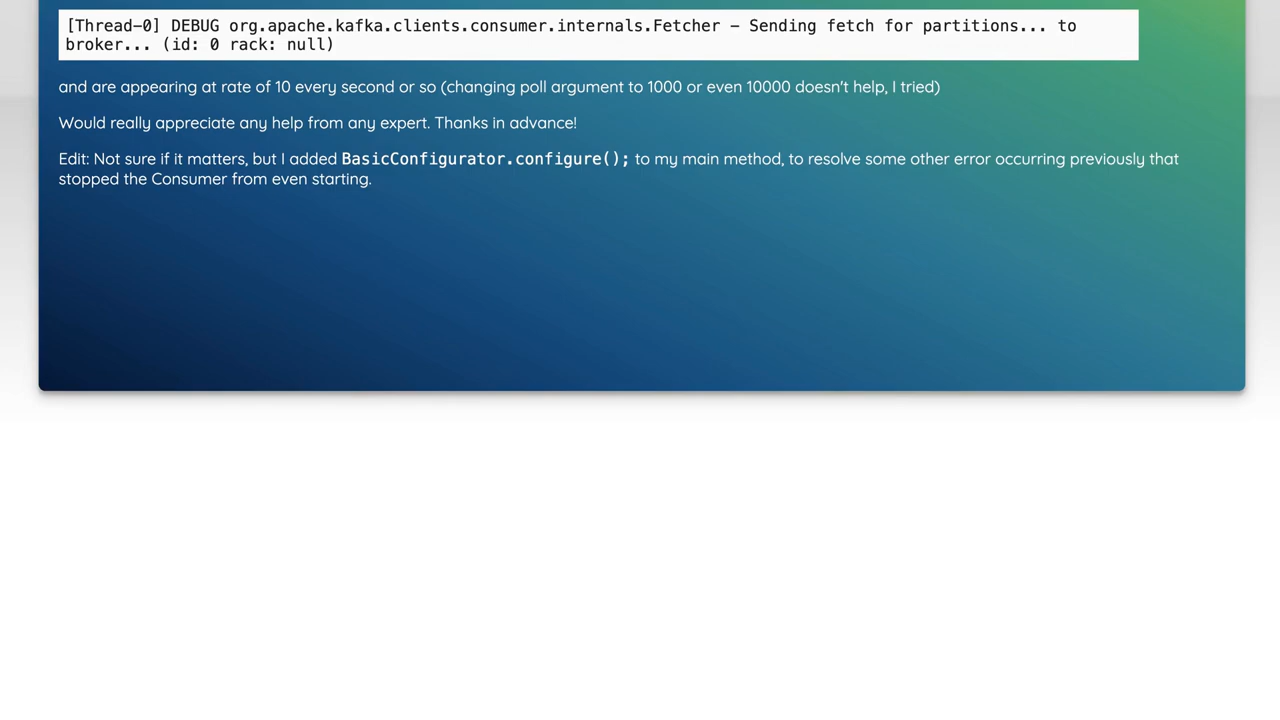 [Thread-0] DEBUG org.apache.kafka.clients.consumer.internals.Fetcher - Sending fetch for partitions... to
broker... (id: 0 rack: null)
and are appearing at rate of 10 every second or so (changing poll argument to 1000 or even 10000 doesn't help, I tried)
Would really appreciate any help from any expert. Thanks in advance!
Edit: Not sure if it matters, but I added BasicConfigurator.configure(); to my main method, to resolve some other error occurring previously that
stopped the Consumer from even starting.